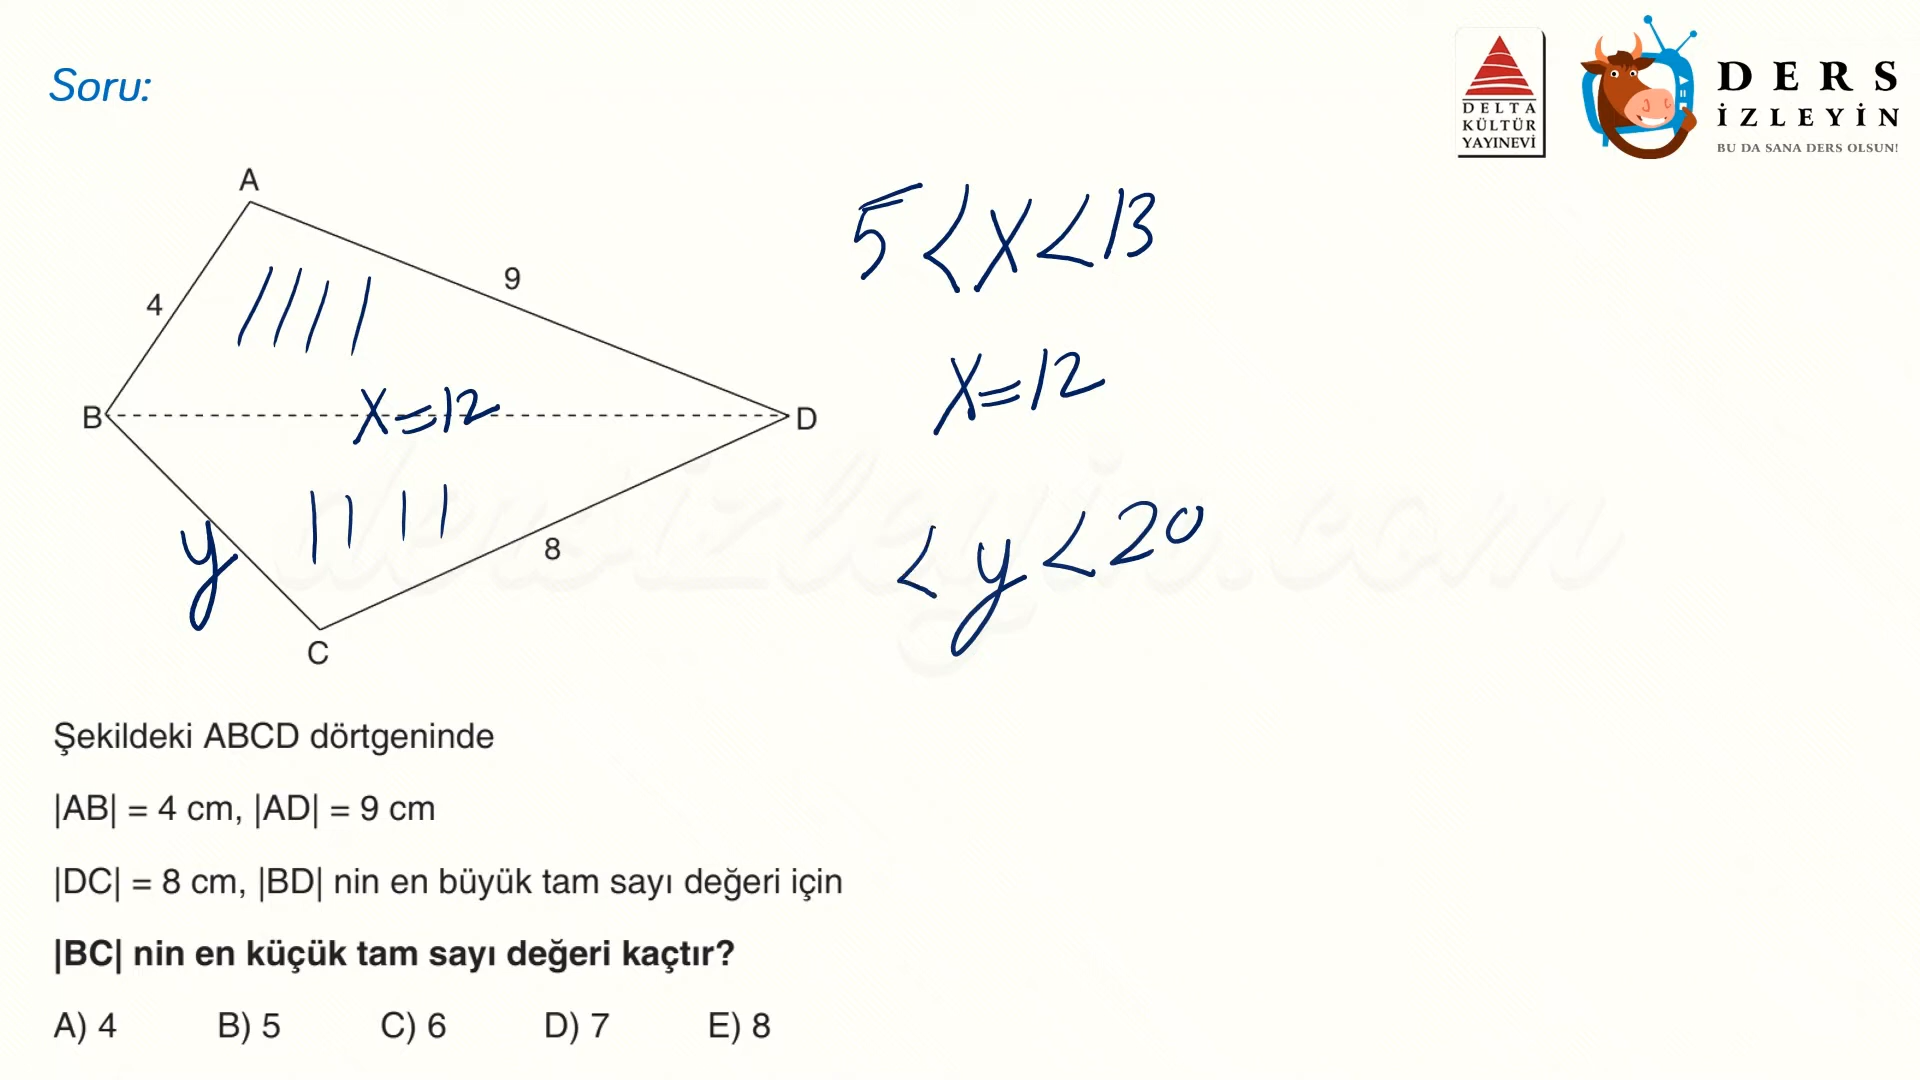 Soru:
DELTA
KÜLTÜR
YAYINEVİ
DERS
İZLEYİN
BU DA SANA DERS OLSUN!
A
5 < x < 13
9
4
x = 12
B
x = 12
D
dersizleyin.com
< y < 20
y
8
C
Şekildeki ABCD dörtgeninde
|AB| = 4 cm, |AD| = 9 cm
|DC| = 8 cm, |BD| nin en büyük tam sayı değeri için
|BC| nin en küçük tam sayı değeri kaçtır?
A) 4 B) 5 C) 6 D) 7 E) 8